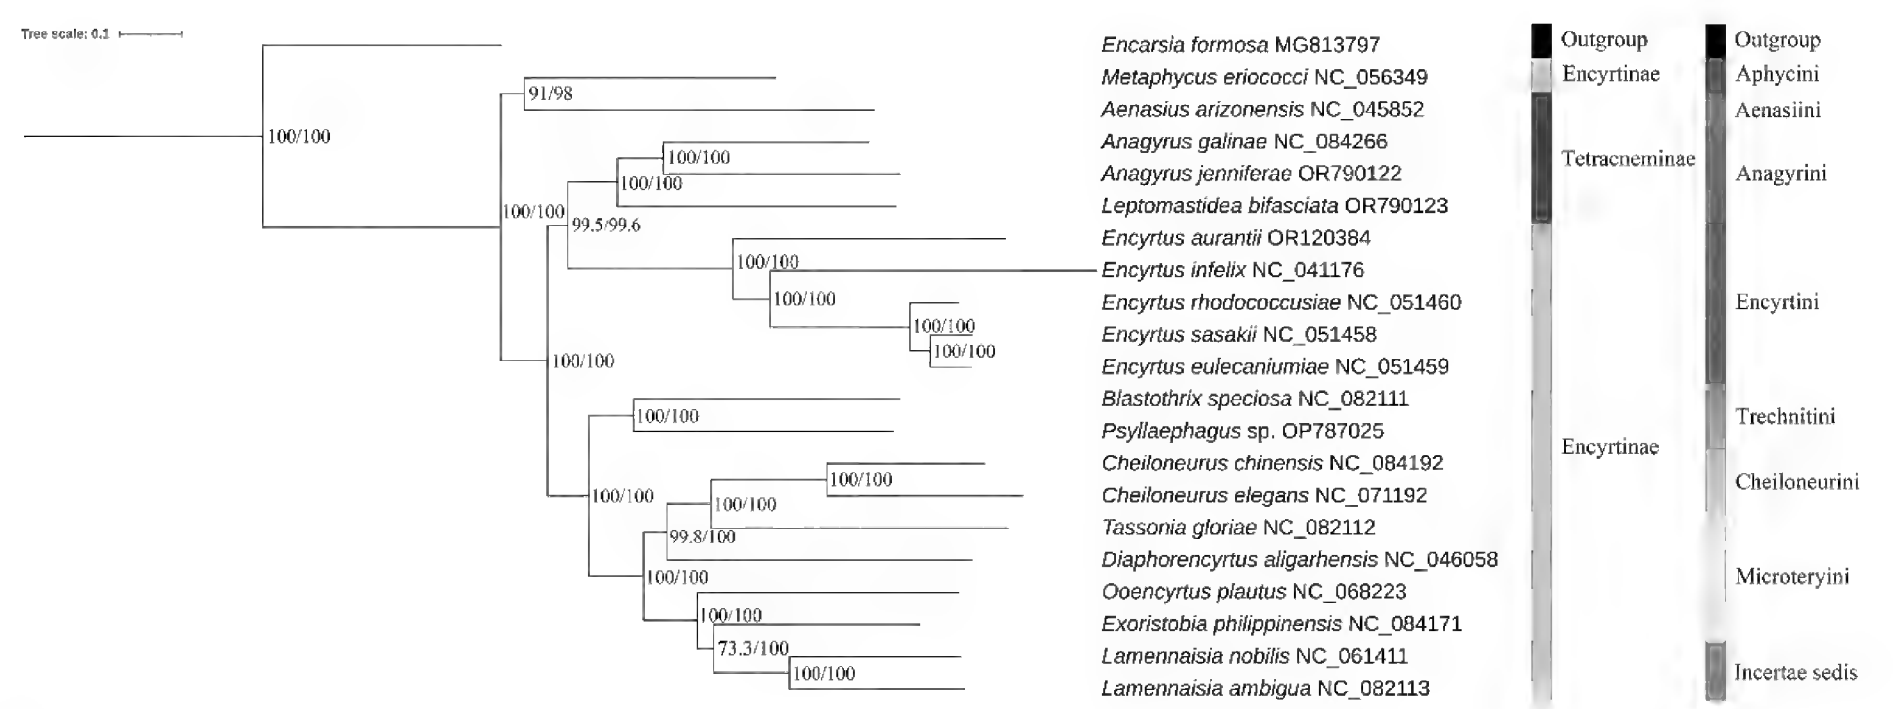 Tree scale: 0.1
Encarsia formosa MG813797
Outgroup
Outgroup
Metaphycus eriococci NC_056349
Encyrtinae
Aphycini
91/98
Aenasius arizonensis NC_045852
Aenasiini
100/100
Anagyrus galinae NC_084266
100/100
Tetracneminae
Anagyrus jenniferae OR790122
Anagyrini
100/100
Leptomastidea bifasciata OR790123
100/100
99.5/99.6
Encyrtus aurantii OR120384
100/100
Encyrtus infelix NC_041176
100/100
Encyrtus rhodococcusiae NC_051460
Encyrtini
100/100
Encyrtus sasakii NC_051458
100/100
100/100
Encyrtus eulecaniumiae NC_051459
Blastothrix speciosa NC_082111
100/100
Trechnitini
Psyllaephagus sp. OP787025
Encyrtinae
Cheiloneurus chinensis NC_084192
100/100
Cheiloneurini
100/100
Cheiloneurus elegans NC_071192
100/100
Tassonia gloriae NC_082112
99.8/100
Diaphorencyrtus aligarhensis NC_046058
100/100
Microteryini
Ooencyrtus plautus NC_068223
100/100
Exoristobia philippinensis NC_084171
73.3/100
Lamennaisia nobilis NC_061411
100/100
Incertae sedis
Lamennaisia ambigua NC_082113